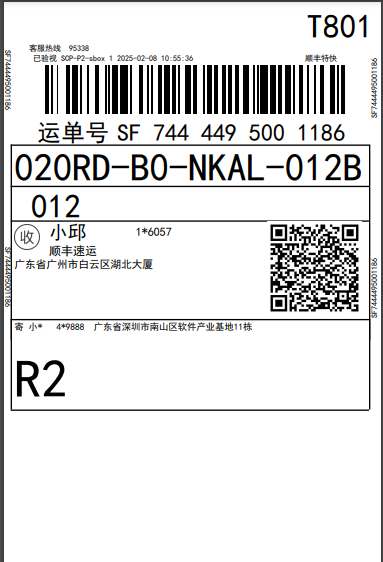 T801
客服热线 95338
已验视 SCP-P2-sbox 1 2025-02-08 10:55:36 顺丰特快
SF7444495001186
SF7444495001186
运单号 SF 744 449 500 1186
020RD-B0-NKAL-012B
012
收 小邱 1*6057
顺丰速运
广东省广州市白云区湖北大厦
SF7444495001186
SF7444495001186
寄 小* 4*9888 广东省深圳市南山区软件产业基地11栋
R2